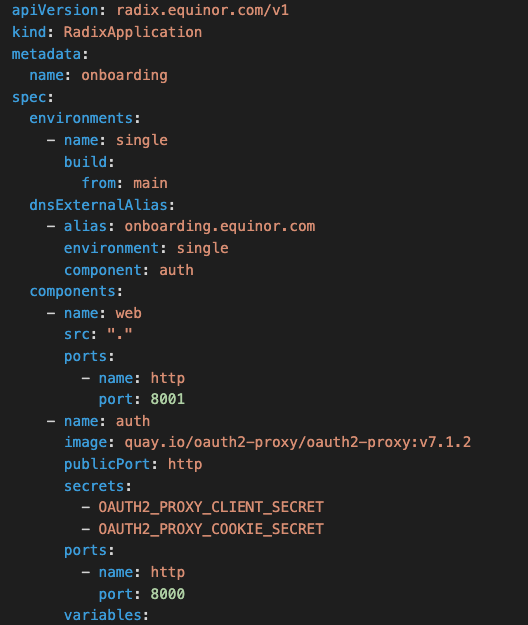 apiVersion: radix.equinor.com/v1
kind: RadixApplication
metadata:
  name: onboarding
spec:
  environments:
    - name: single
      build:
        from: main
  dnsExternalAlias:
    - alias: onboarding.equinor.com
      environment: single
      component: auth
  components:
    - name: web
      src: "."
      ports:
        - name: http
          port: 8001
    - name: auth
      image: quay.io/oauth2-proxy/oauth2-proxy:v7.1.2
      publicPort: http
      secrets:
        - OAUTH2_PROXY_CLIENT_SECRET
        - OAUTH2_PROXY_COOKIE_SECRET
      ports:
        - name: http
          port: 8000
      variables: